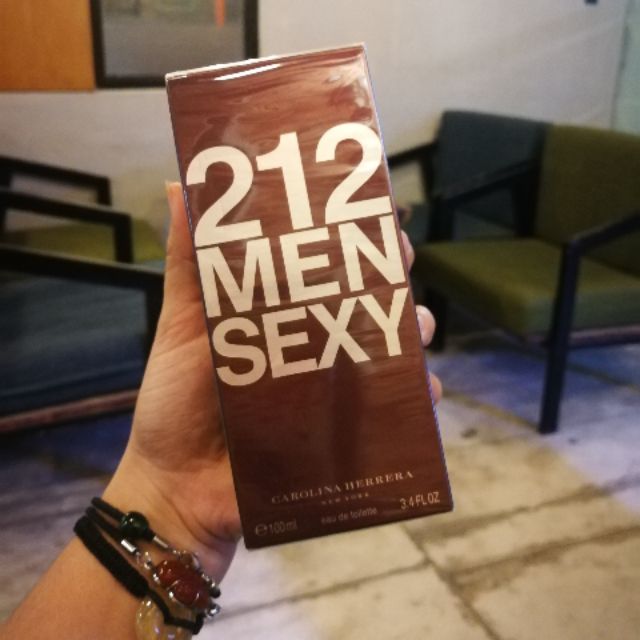 212
MEN
SEXY
CAROLINA HERRERA
NEW YORK
℮100ml eau de toilette 3.4 FL.OZ